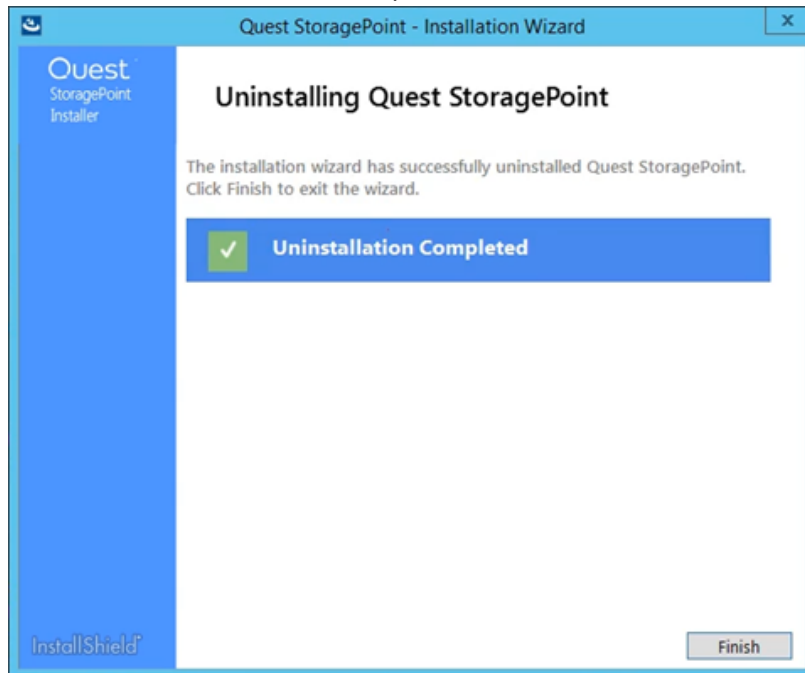 Quest StoragePoint - Installation Wizard
x
Quest
StoragePoint
Installer
Uninstalling Quest StoragePoint
The installation wizard has successfully uninstalled Quest StoragePoint.
Click Finish to exit the wizard.
Uninstallation Completed
InstallShield
Finish